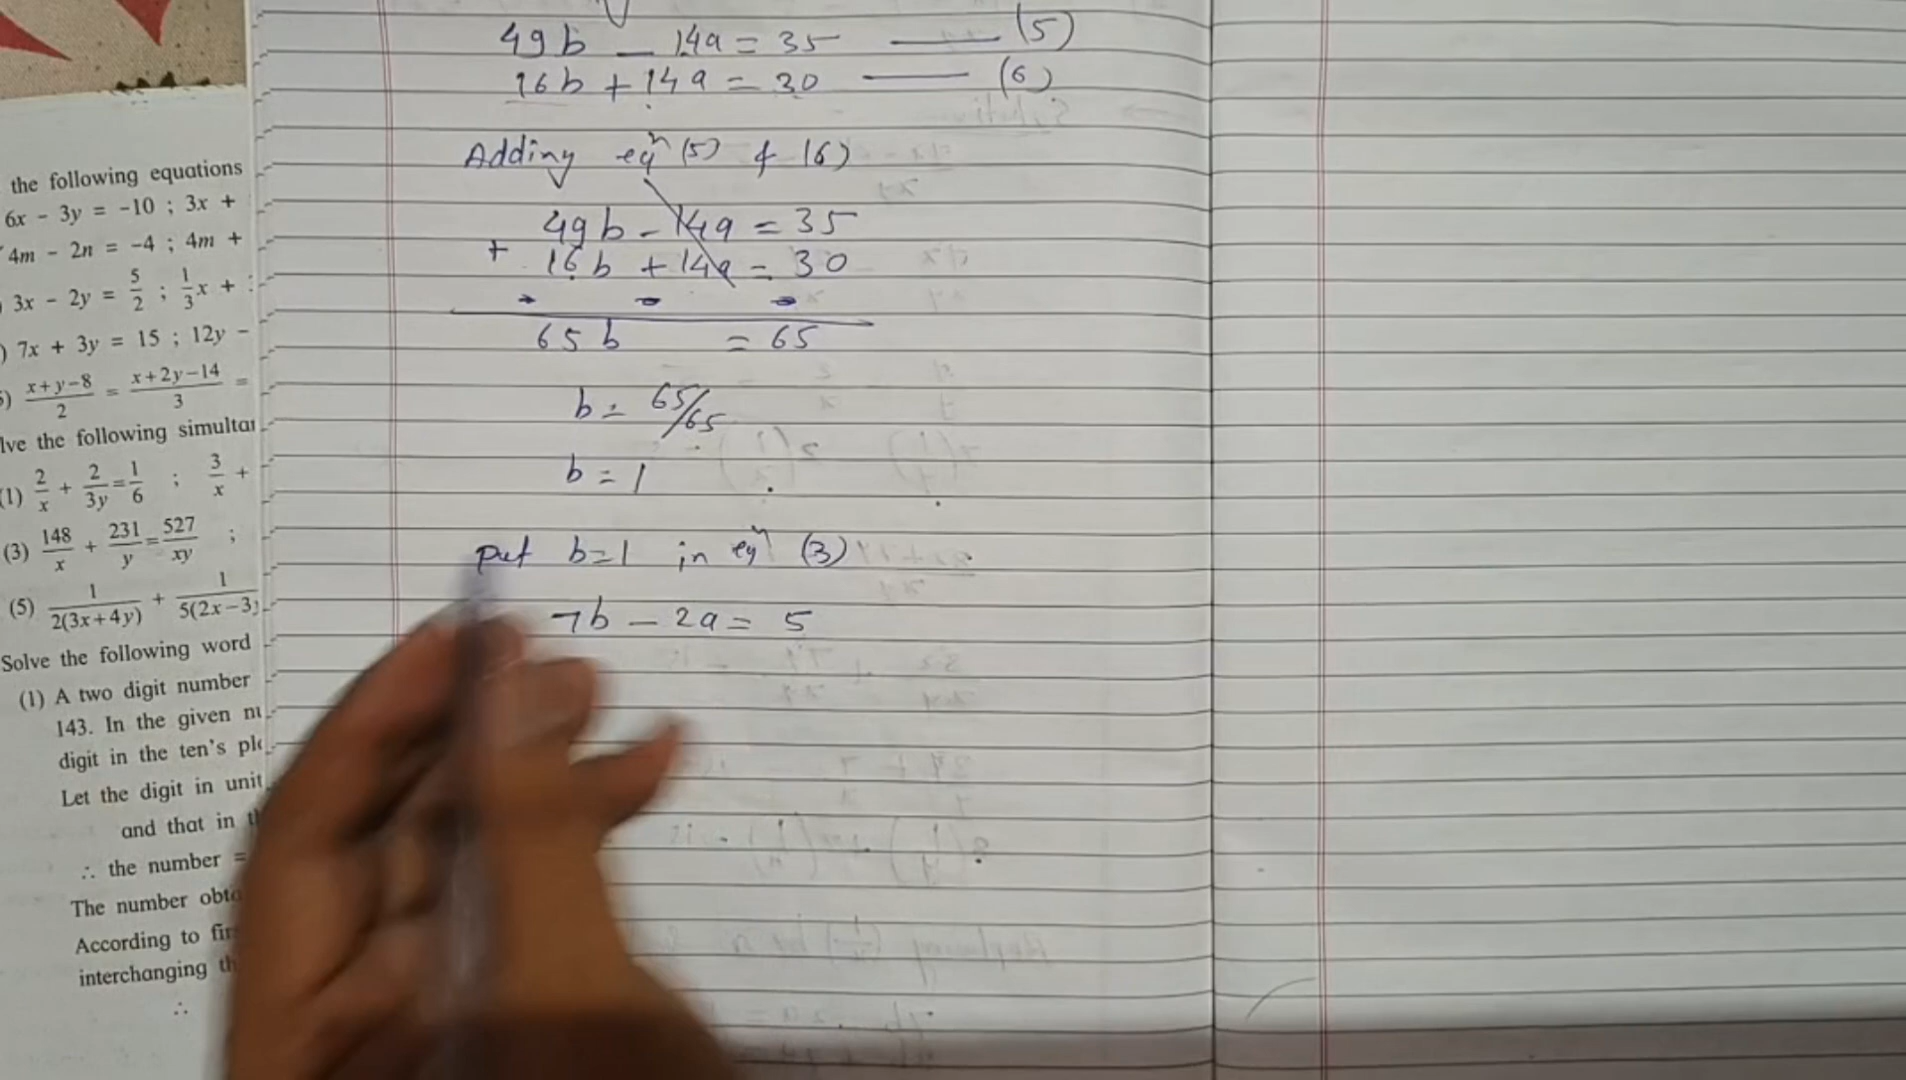 49b - 14a = 35 —— (5)
16b + 14a = 30 —— (6)
Adding eqn (5) & (6)
49b - 14a = 35
+ 16b + 14a = 30
65b = 65
b = 65/65
b = 1
put b=1 in eqn (3)
7b - 2a = 5
the following equations
6x - 3y = -10 ; 3x +
4m - 2n = -4 ; 4m +
3x - 2y = 5/2 ; 1/3 x +
) 7x + 3y = 15 ; 12y -
) x+y-8/2 = x+2y-14/3 =
lve the following simultan
(1) 2/x + 2/3y = 1/6 ; 3/x +
(3) 148/x + 231/y = 527/xy ;
(5) 1/2(3x+4y) + 1/5(2x-3y
Solve the following word
(1) A two digit number
143. In the given
digit in the ten's
Let the digit in unit
and that in
∴ the number =
The number
According to
interchanging
∴